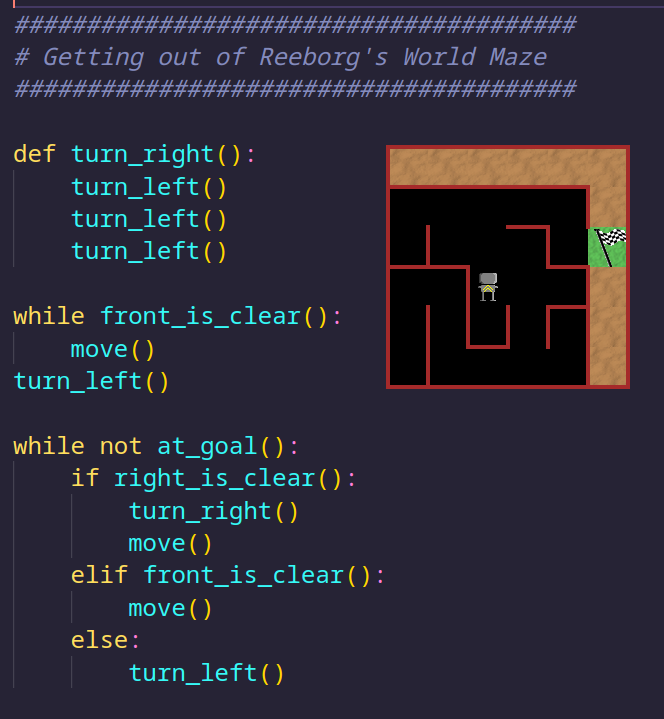 #######################################
# Getting out of Reeborg's World Maze
#######################################

def turn_right():
    turn_left()
    turn_left()
    turn_left()

while front_is_clear():
    move()
turn_left()

while not at_goal():
    if right_is_clear():
        turn_right()
        move()
    elif front_is_clear():
        move()
    else:
        turn_left()